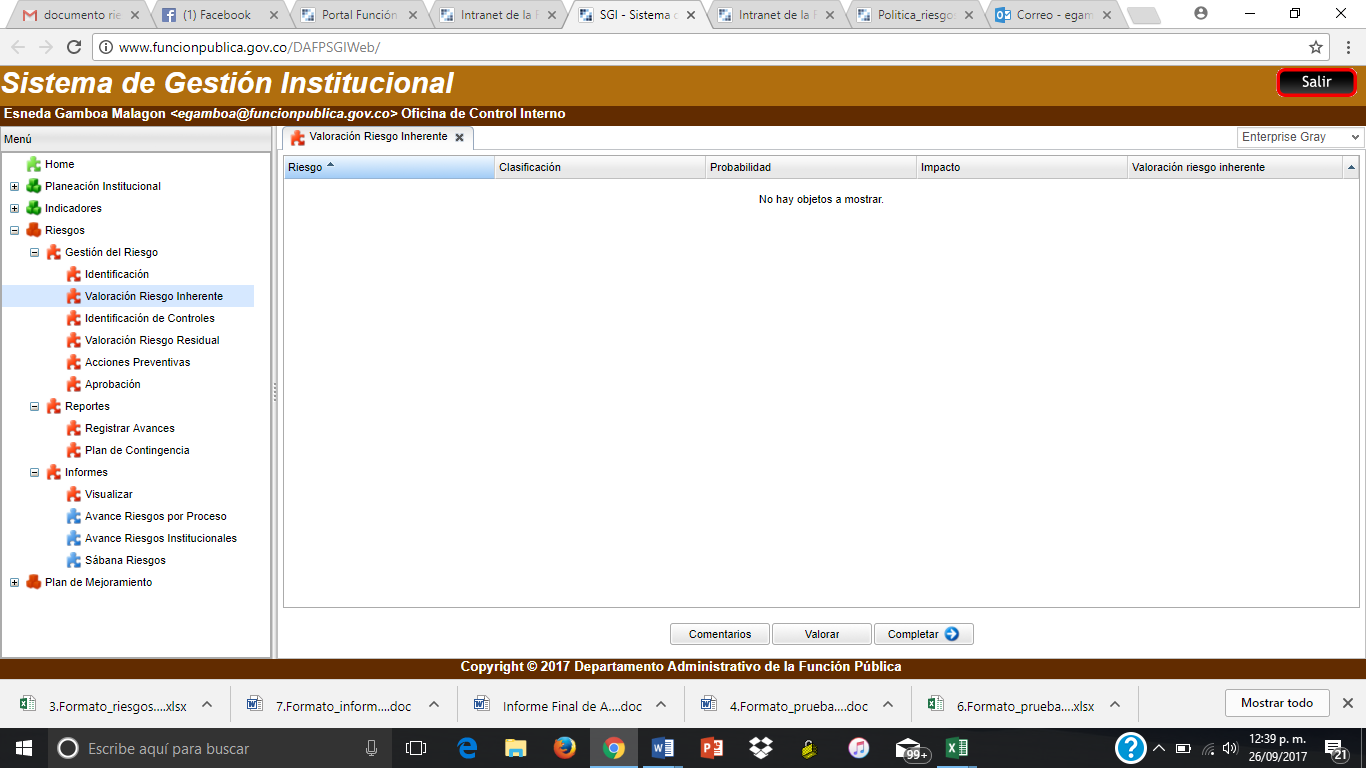 documento rie
(1) Facebook
Portal Función
Intranet de la F
SGI - Sistema d
Intranet de la F
Politica_riesgo
Correo - egam
www.funcionpublica.gov.co/DAFPSGIWeb/
Sistema de Gestión Institucional
Salir
Esneda Gamboa Malagon <egamboa@funcionpublica.gov.co> Oficina de Control Interno
Menú
Valoración Riesgo Inherente
Enterprise Gray
Home
Planeación Institucional
Indicadores
Riesgos
Gestión del Riesgo
Identificación
Valoración Riesgo Inherente
Identificación de Controles
Valoración Riesgo Residual
Acciones Preventivas
Aprobación
Reportes
Registrar Avances
Plan de Contingencia
Informes
Visualizar
Avance Riesgos por Proceso
Avance Riesgos Institucionales
Sábana Riesgos
Plan de Mejoramiento
Riesgo Clasificación Probabilidad Impacto Valoración riesgo inherente
No hay objetos a mostrar.
Comentarios Valorar Completar
Copyright © 2017 Departamento Administrativo de la Función Pública
3.Formato_riesgos....xlsx
7.Formato_inform....doc
Informe Final de A....doc
4.Formato_prueba....doc
6.Formato_prueba....xlsx
Mostrar todo
Escribe aquí para buscar
99+
12:39 p. m.
26/09/2017
21